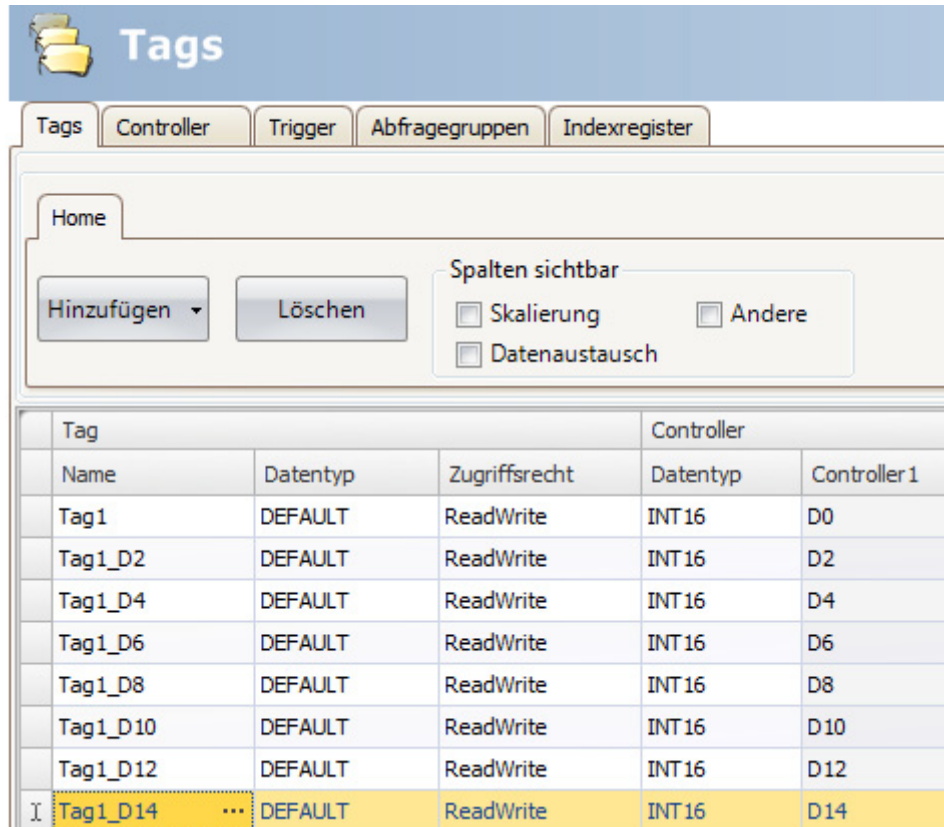 Tags
Tags Controller Trigger Abfragegruppen Indexregister
Home
Hinzufügen Löschen
Spalten sichtbar
Skalierung Andere
Datenaustausch
Tag Controller
Name Datentyp Zugriffsrecht Datentyp Controller1
Tag1 DEFAULT ReadWrite INT16 D0
Tag1_D2 DEFAULT ReadWrite INT16 D2
Tag1_D4 DEFAULT ReadWrite INT16 D4
Tag1_D6 DEFAULT ReadWrite INT16 D6
Tag1_D8 DEFAULT ReadWrite INT16 D8
Tag1_D10 DEFAULT ReadWrite INT16 D10
Tag1_D12 DEFAULT ReadWrite INT16 D12
Tag1_D14 ... DEFAULT ReadWrite INT16 D14